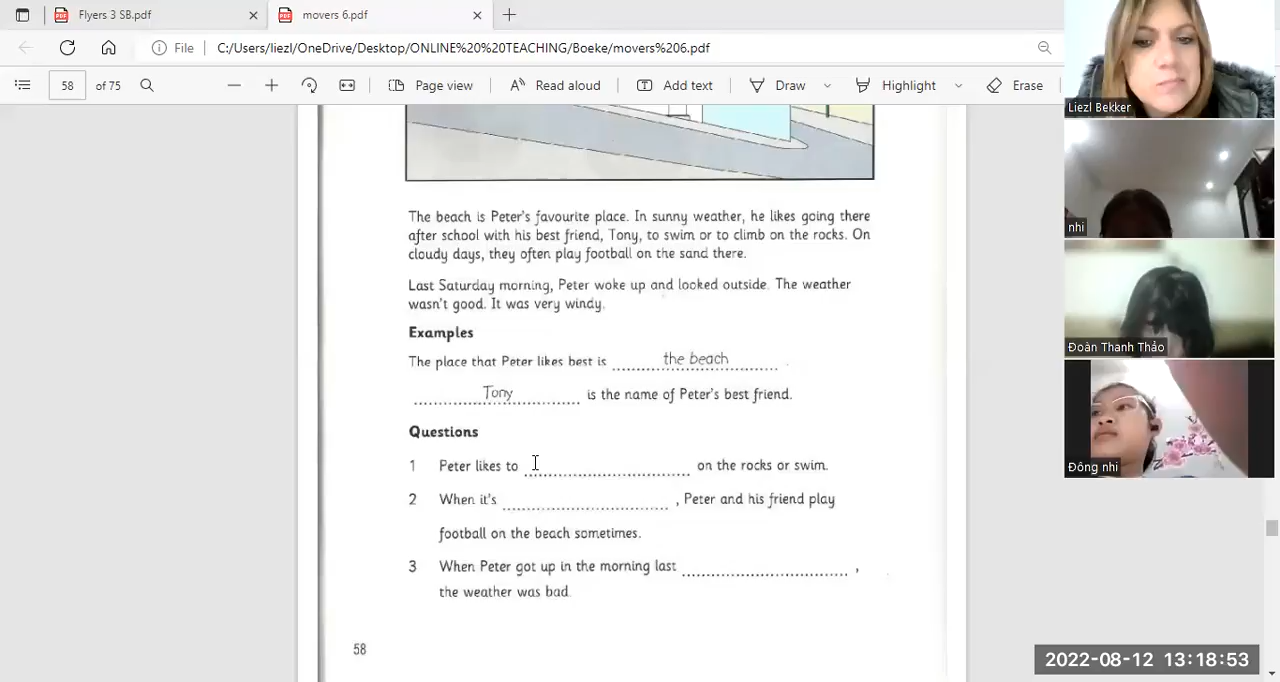 Flyers 3 SB.pdf
movers 6.pdf
File C:/Users/liezl/OneDrive/Desktop/ONLINE%20%20TEACHING/Boeke/movers%206.pdf
58 of 75
Page view
Read aloud
Add text
Draw
Highlight
Erase
The beach is Peter's favourite place. In sunny weather, he likes going there
after school with his best friend, Tony, to swim or to climb on the rocks. On
cloudy days, they often play football on the sand there.
Last Saturday morning, Peter woke up and looked outside. The weather
wasn't good. It was very windy.
Examples
The place that Peter likes best is the beach .
Tony is the name of Peter's best friend.
Questions
1 Peter likes to ........................ on the rocks or swim.
2 When it's ........................ , Peter and his friend play
football on the beach sometimes.
3 When Peter got up in the morning last ........................ ,
the weather was bad.
58
Liezl Bekker
nhi
Đoàn Thanh Thảo
Đông nhi
2022-08-12 13:18:53